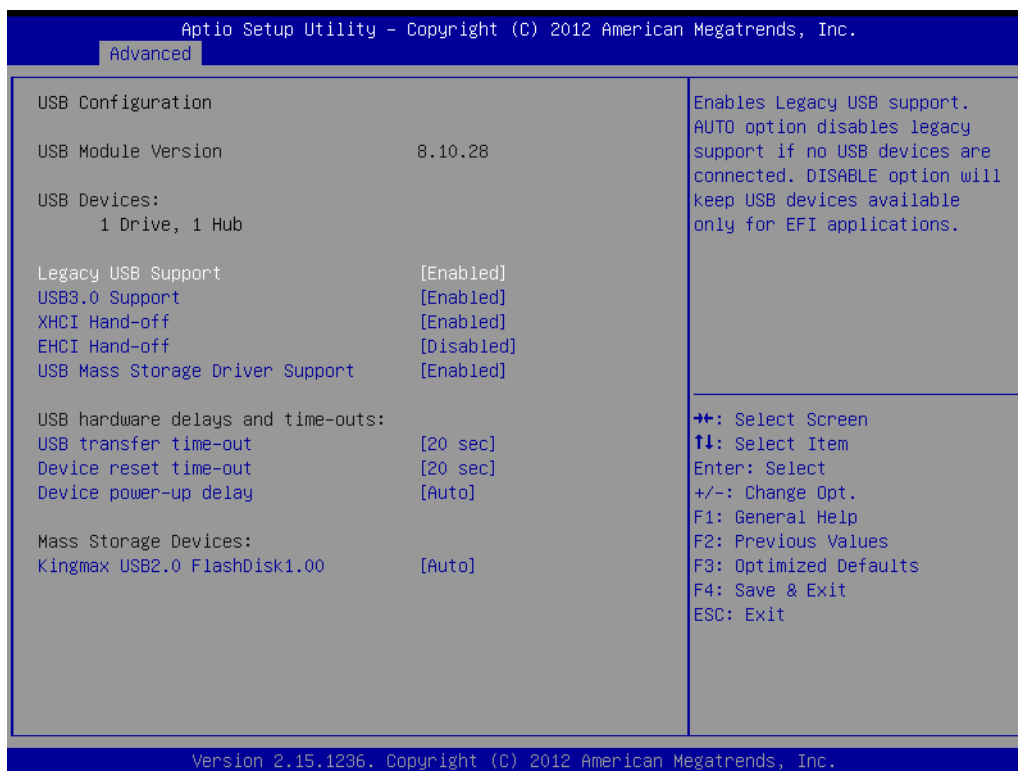 Aptio Setup Utility – Copyright (C) 2012 American Megatrends, Inc.
Advanced
USB Configuration
USB Module Version 8.10.28
USB Devices:
1 Drive, 1 Hub
Legacy USB Support [Enabled]
USB3.0 Support [Enabled]
XHCI Hand-off [Enabled]
EHCI Hand-off [Disabled]
USB Mass Storage Driver Support [Enabled]
USB hardware delays and time-outs:
USB transfer time-out [20 sec]
Device reset time-out [20 sec]
Device power-up delay [Auto]
Mass Storage Devices:
Kingmax USB2.0 FlashDisk1.00 [Auto]
Enables Legacy USB support.
AUTO option disables legacy
support if no USB devices are
connected. DISABLE option will
keep USB devices available
only for EFI applications.
→←: Select Screen
↑↓: Select Item
Enter: Select
+/-: Change Opt.
F1: General Help
F2: Previous Values
F3: Optimized Defaults
F4: Save & Exit
ESC: Exit
Version 2.15.1236. Copyright (C) 2012 American Megatrends, Inc.